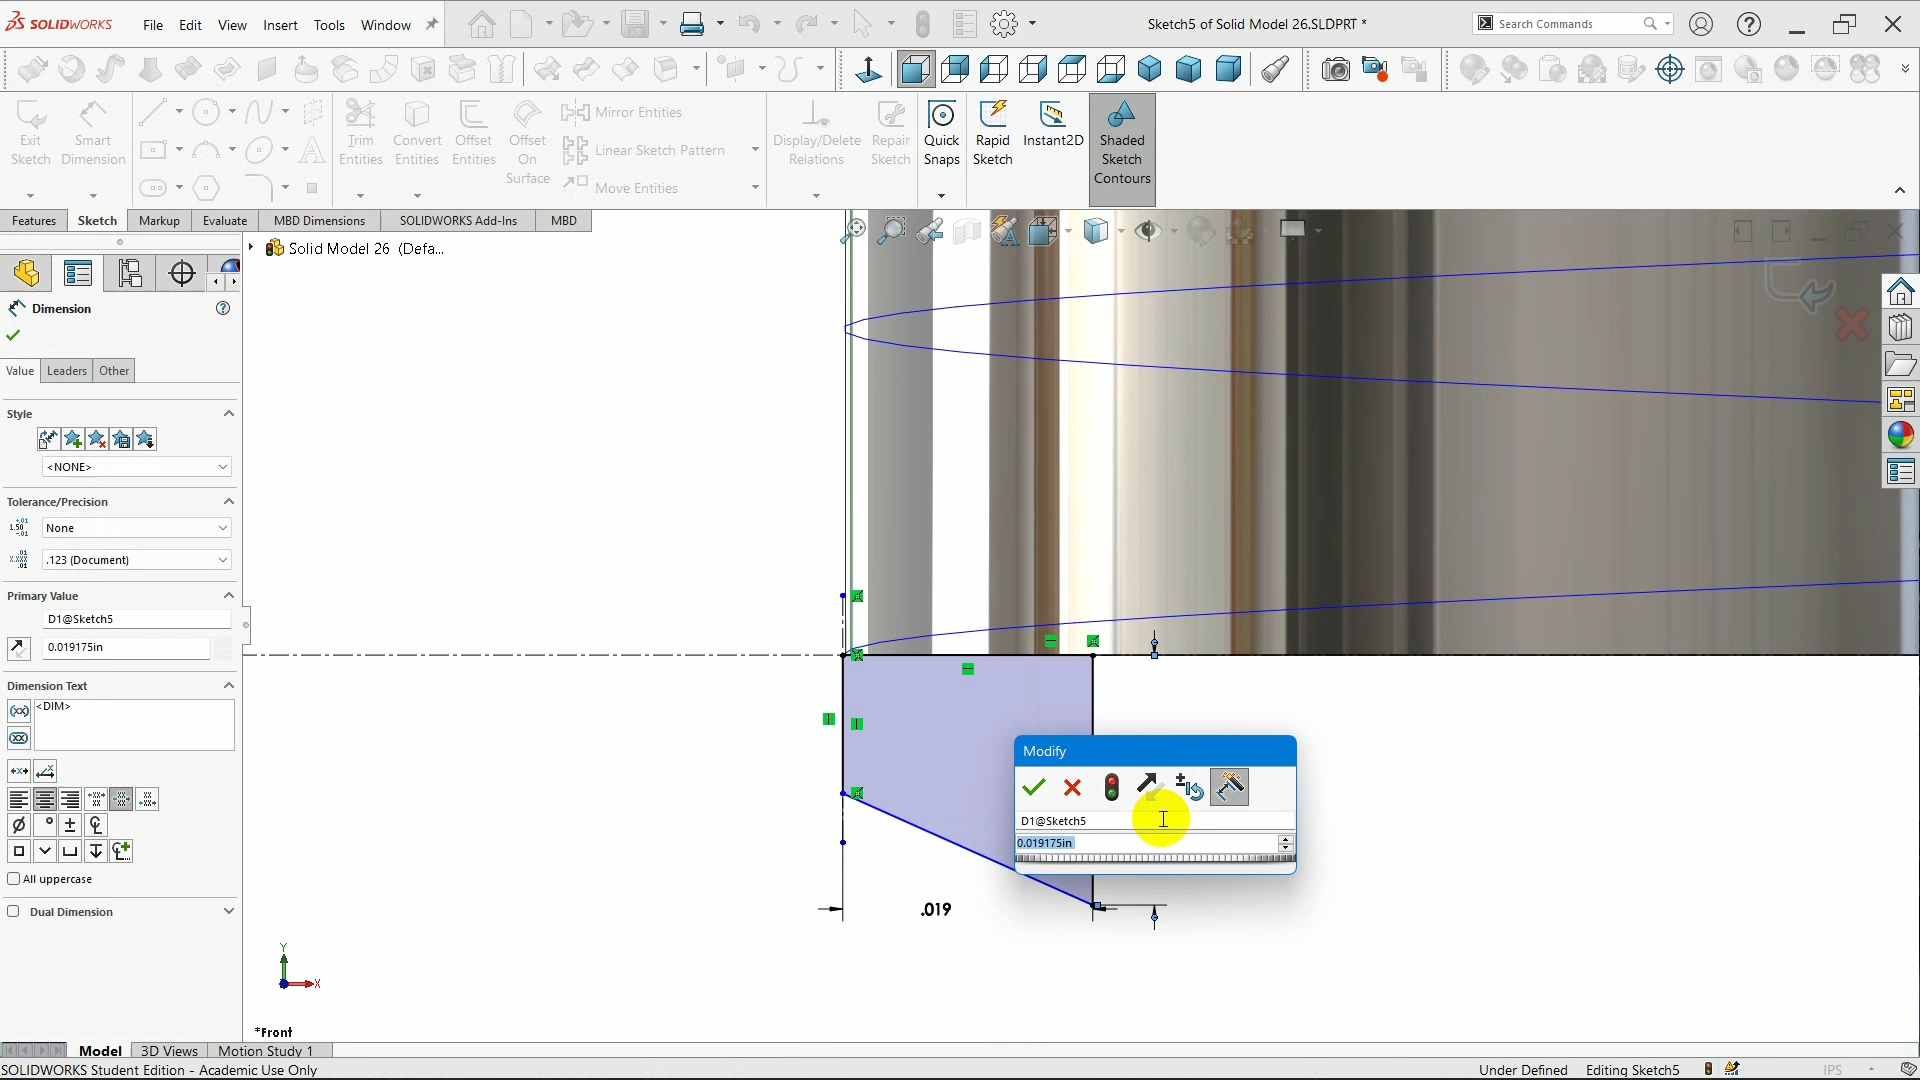 SOLIDWORKS
File Edit View Insert Tools Window
Sketch5 of Solid Model 26.SLDPRT *
Search Commands
Exit Sketch
Smart Dimension
Trim Entities
Convert Entities
Offset Entities
Offset On Surface
Mirror Entities
Linear Sketch Pattern
Move Entities
Display/Delete Relations
Repair Sketch
Quick Snaps
Rapid Sketch
Instant2D
Shaded Sketch Contours
Features Sketch Markup Evaluate MBD Dimensions SOLIDWORKS Add-Ins MBD
Solid Model 26 (Defa...
Dimension
Value Leaders Other
Style
<NONE>
Tolerance/Precision
None
.123 (Document)
Primary Value
D1@Sketch5
0.019175in
Dimension Text
<DIM>
All uppercase
Dual Dimension
Modify
D1@Sketch5
0.019175in
.019
Y
X
*Front
Model 3D Views Motion Study 1
SOLIDWORKS Student Edition - Academic Use Only
Under Defined Editing Sketch5 IPS